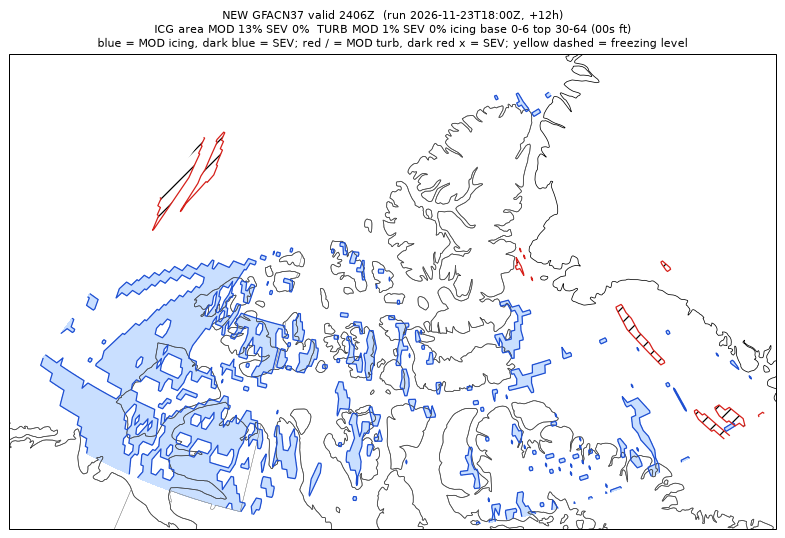 NEW GFACN37 valid 2406Z (run 2026-11-23T18:00Z, +12h)
ICG area MOD 13% SEV 0% TURB MOD 1% SEV 0% icing base 0-6 top 30-64 (00s ft)
blue = MOD icing, dark blue = SEV; red / = MOD turb, dark red x = SEV; yellow dashed = freezing level